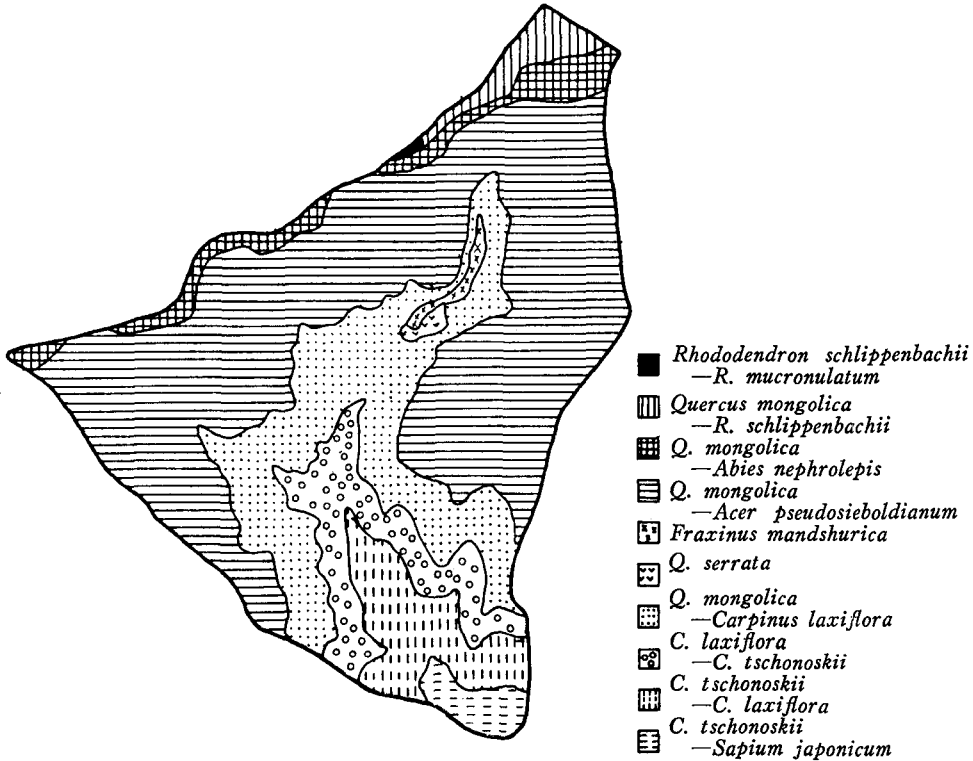 Rhododendron schlippenbachii
—R. mucronulatum
Quercus mongolica
—R. schlippenbachii
Q. mongolica
—Abies nephrolepis
Q. mongolica
—Acer pseudosieboldianum
Fraxinus mandshurica
Q. serrata
Q. mongolica
—Carpinus laxiflora
C. laxiflora
—C. tschonoskii
C. tschonoskii
—C. laxiflora
C. tschonoskii
—Sapium japonicum